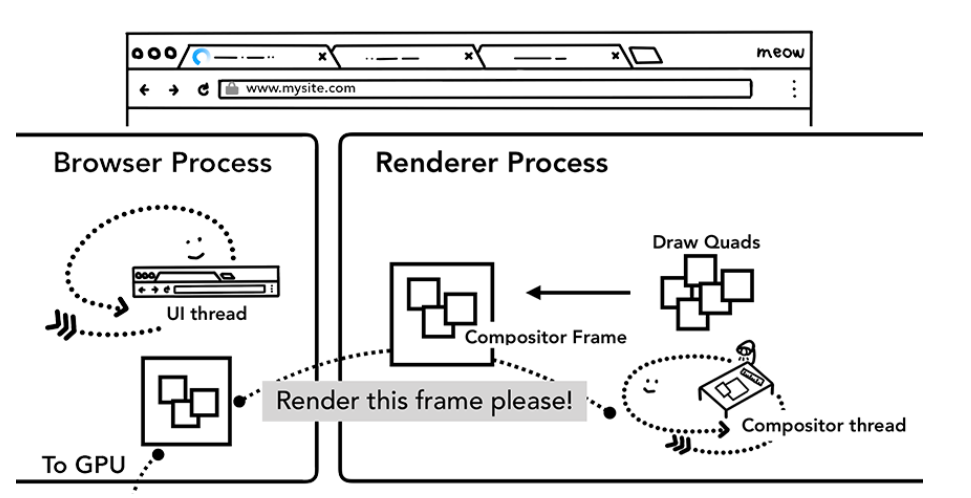 meow
www.mysite.com
Browser Process
Renderer Process
Draw Quads
UI thread
Compositor Frame
Render this frame please!
Compositor thread
To GPU